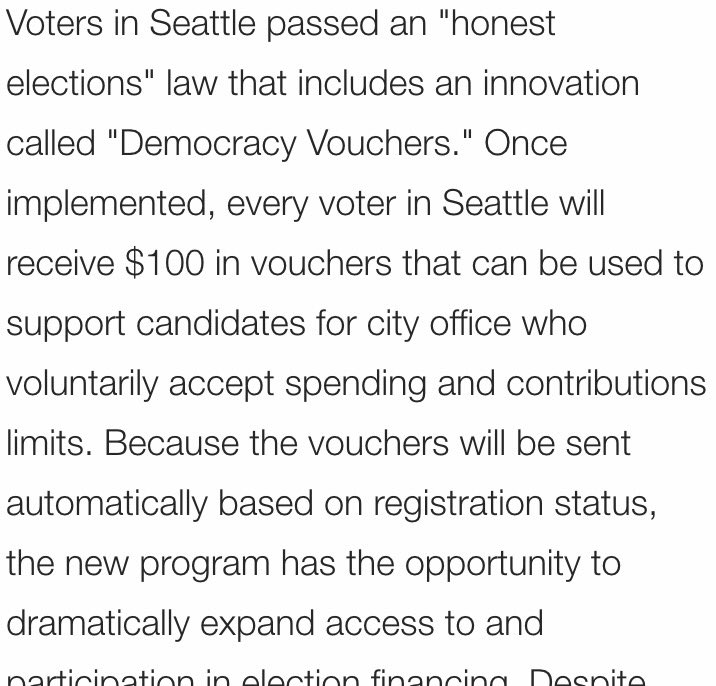 Voters in Seattle passed an "honest
elections" law that includes an innovation
called "Democracy Vouchers." Once
implemented, every voter in Seattle will
receive $100 in vouchers that can be used to
support candidates for city office who
voluntarily accept spending and contributions
limits. Because the vouchers will be sent
automatically based on registration status,
the new program has the opportunity to
dramatically expand access to and
participation in election financing. Despite